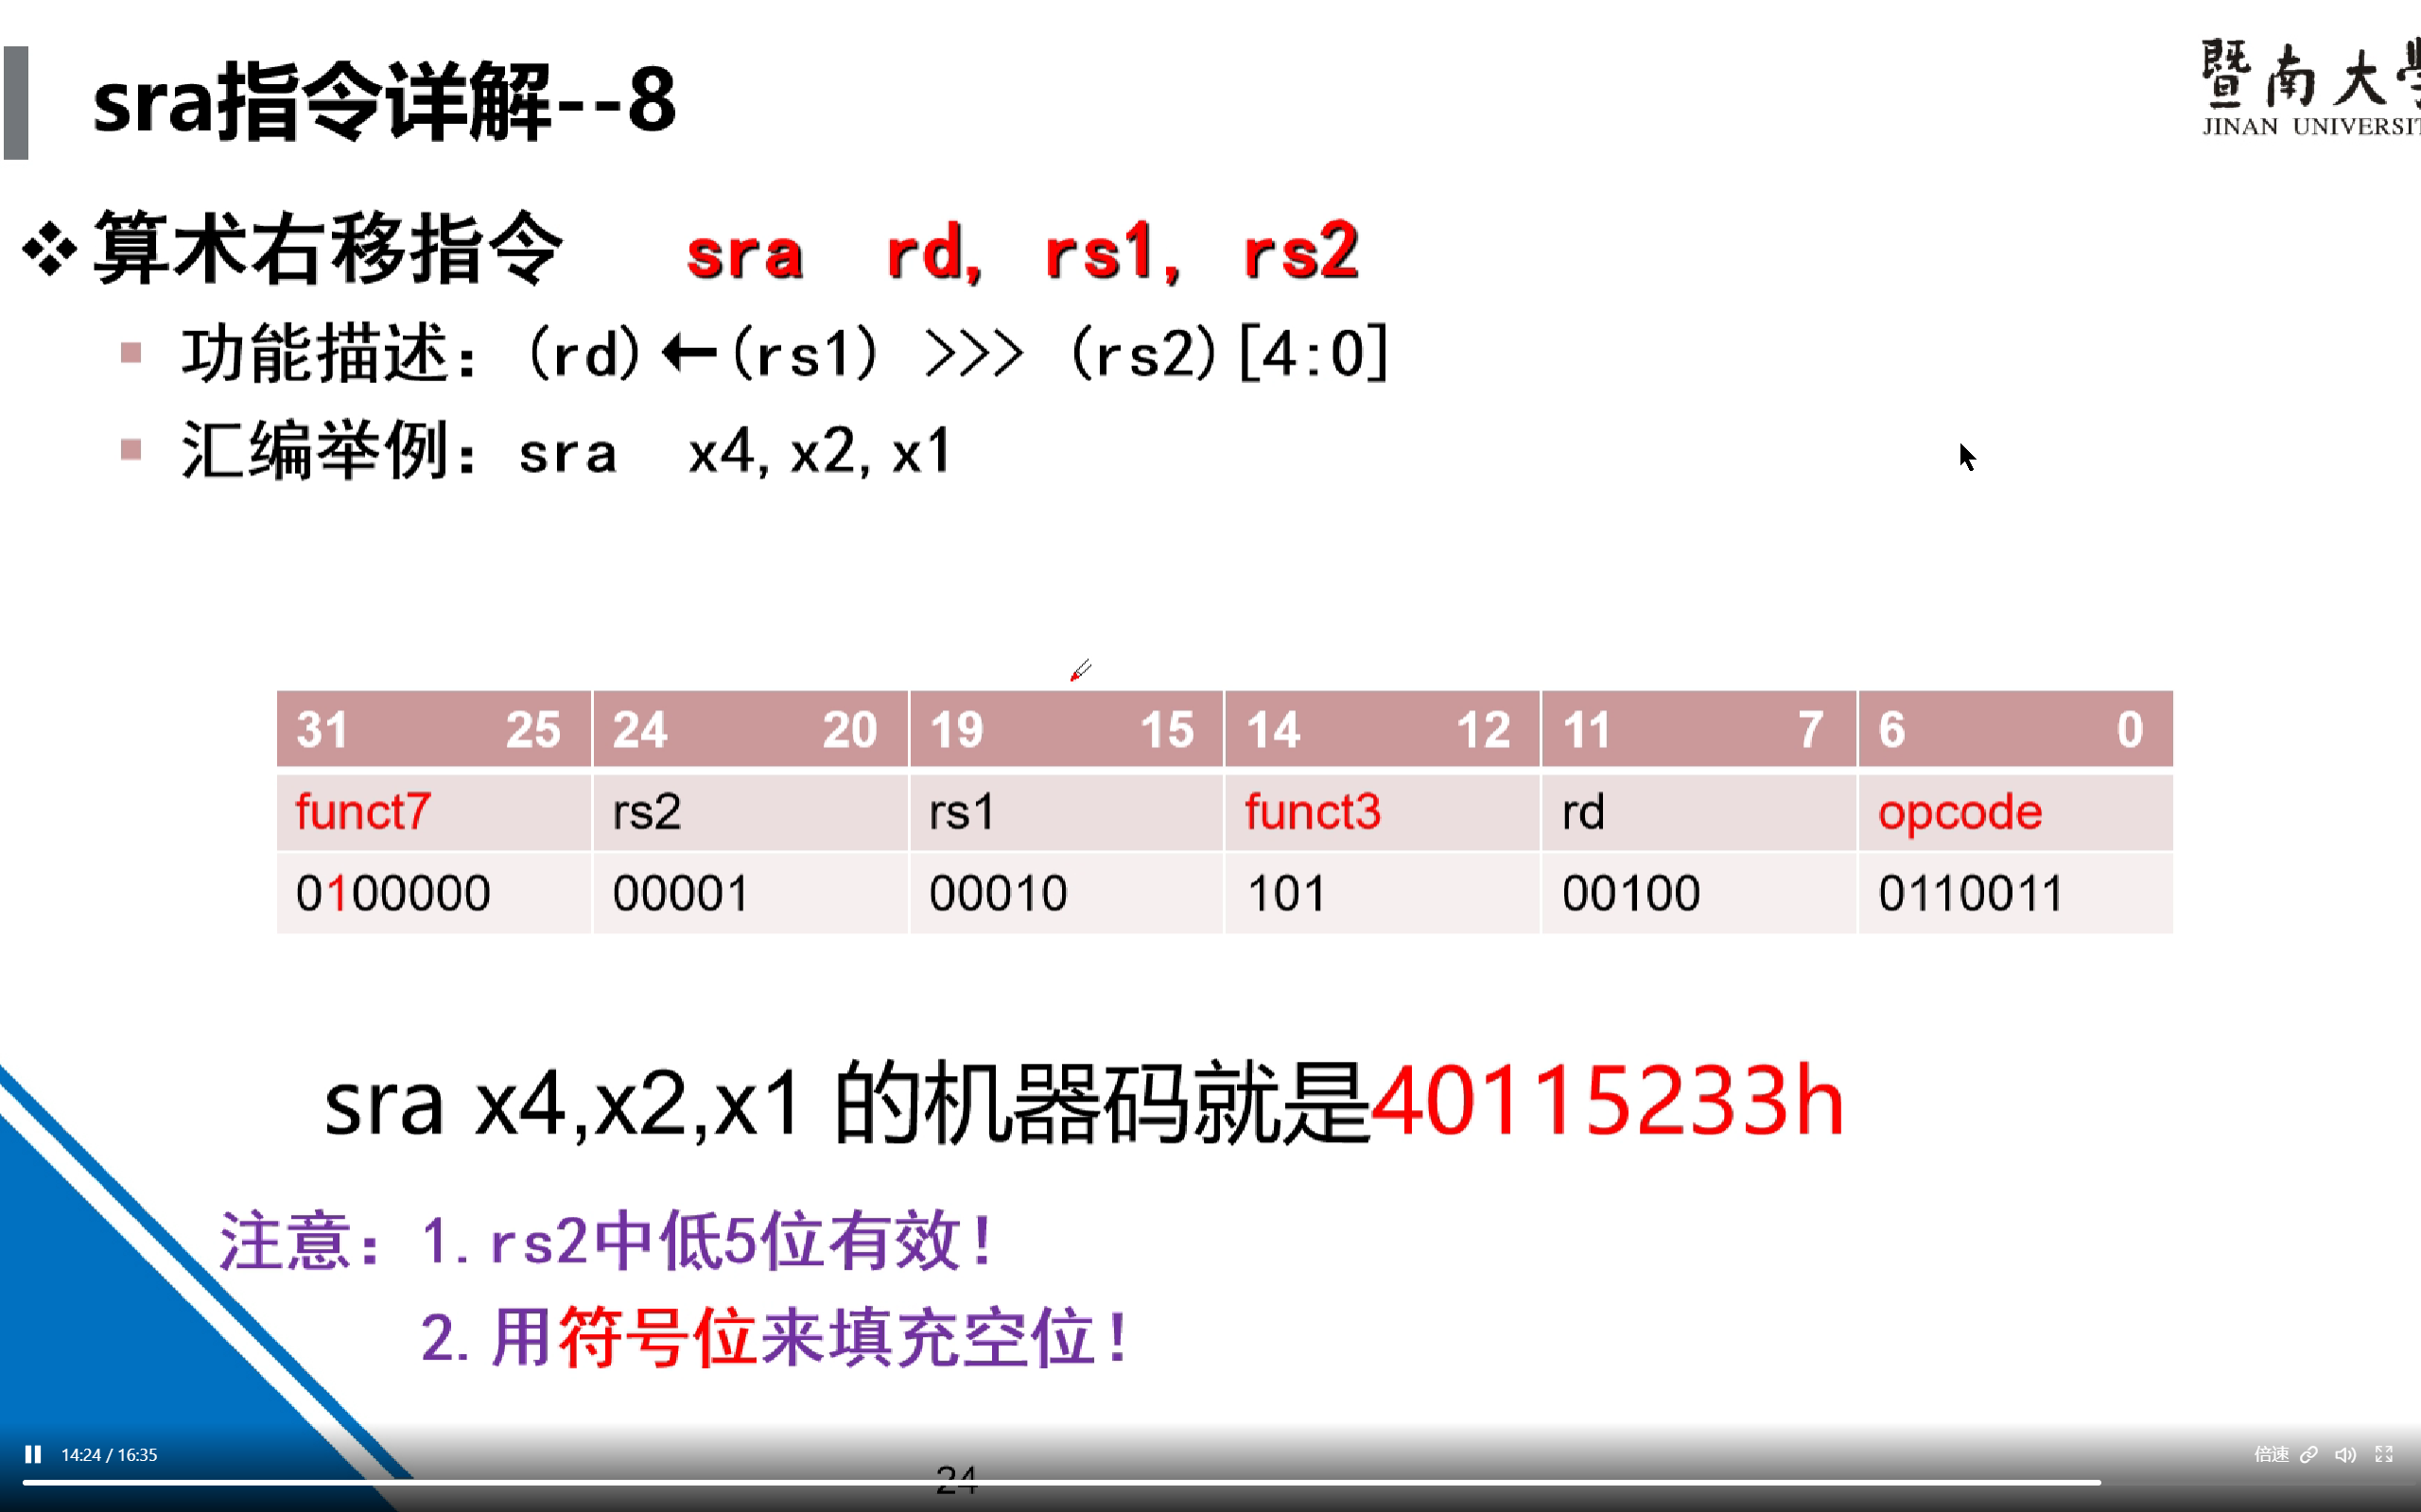 sra指令详解--8
暨南大學
JINAN UNIVERSIT
算术右移指令 sra rd, rs1, rs2
功能描述：(rd)←(rs1) >>> (rs2)[4:0]
汇编举例：sra x4,x2,x1
31 25 24 20 19 15 14 12 11 7 6 0
funct7 rs2 rs1 funct3 rd opcode
0100000 00001 00010 101 00100 0110011
sra x4,x2,x1 的机器码就是40115233h
注意：1.rs2中低5位有效！
2.用符号位来填充空位！
14:24 / 16:35
倍速
24